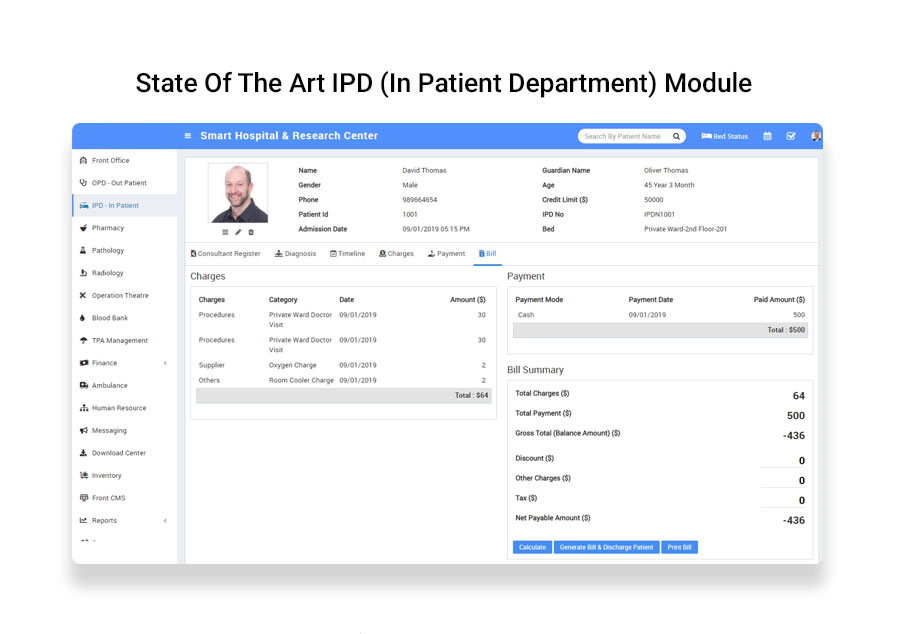 State Of The Art IPD (In Patient Department) Module
Smart Hospital & Research Center
Search By Patient Name
Bed Status
Front Office
OPD - Out Patient
IPD - In Patient
Pharmacy
Pathology
Radiology
Operation Theatre
Blood Bank
TPA Management
Finance
Ambulance
Human Resource
Messaging
Download Center
Inventory
Front CMS
Reports
Name David Thomas Guardian Name Oliver Thomas
Gender Male Age 45 Year 3 Month
Phone 989664654 Credit Limit ($) 50000
Patient Id 1001 IPD No IPDN1001
Admission Date 09/01/2019 05:15 PM Bed Private Ward-2nd Floor-201
Consultant Register Diagnosis Timeline Charges Payment Bill
Charges
Charges Category Date Amount ($)
Procedures Private Ward Doctor 09/01/2019 30
Visit
Procedures Private Ward Doctor 09/01/2019 30
Visit
Supplier Oxygen Charge 09/01/2019 2
Others Room Cooler Charge 09/01/2019 2
Total : $64
Payment
Payment Mode Payment Date Paid Amount ($)
Cash 09/01/2019 500
Total : $500
Bill Summary
Total Charges ($) 64
Total Payment ($) 500
Gross Total (Balance Amount) ($) -436
Discount ($) 0
Other Charges ($) 0
Tax ($) 0
Net Payable Amount ($) -436
Calculate Generate Bill & Discharge Patient Print Bill